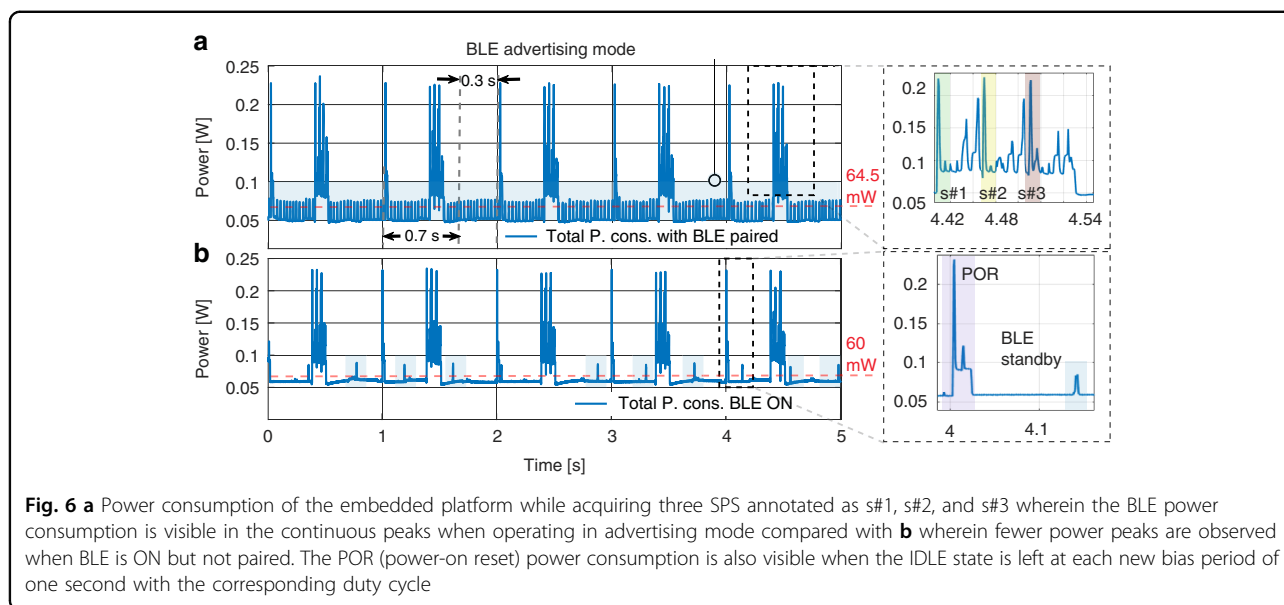 a
BLE advertising mode
0.25
0.2
0.15
0.1
0.05
Power [W]
0.3 s
0.7 s
64.5
mW
Total P. cons. with BLE paired
0.2
0.15
0.1
0.05
s#1
s#2
s#3
4.42
4.48
4.54
b
0.25
0.2
0.15
0.1
0.05
Power [W]
60
mW
Total P. cons. BLE ON
0
1
2
3
4
5
Time [s]
POR
BLE
standby
0.2
0.15
0.1
0.05
4
4.1
Fig. 6 a Power consumption of the embedded platform while acquiring three SPS annotated as s#1, s#2, and s#3 wherein the BLE power
consumption is visible in the continuous peaks when operating in advertising mode compared with b wherein fewer power peaks are observed
when BLE is ON but not paired. The POR (power-on reset) power consumption is also visible when the IDLE state is left at each new bias period of
one second with the corresponding duty cycle